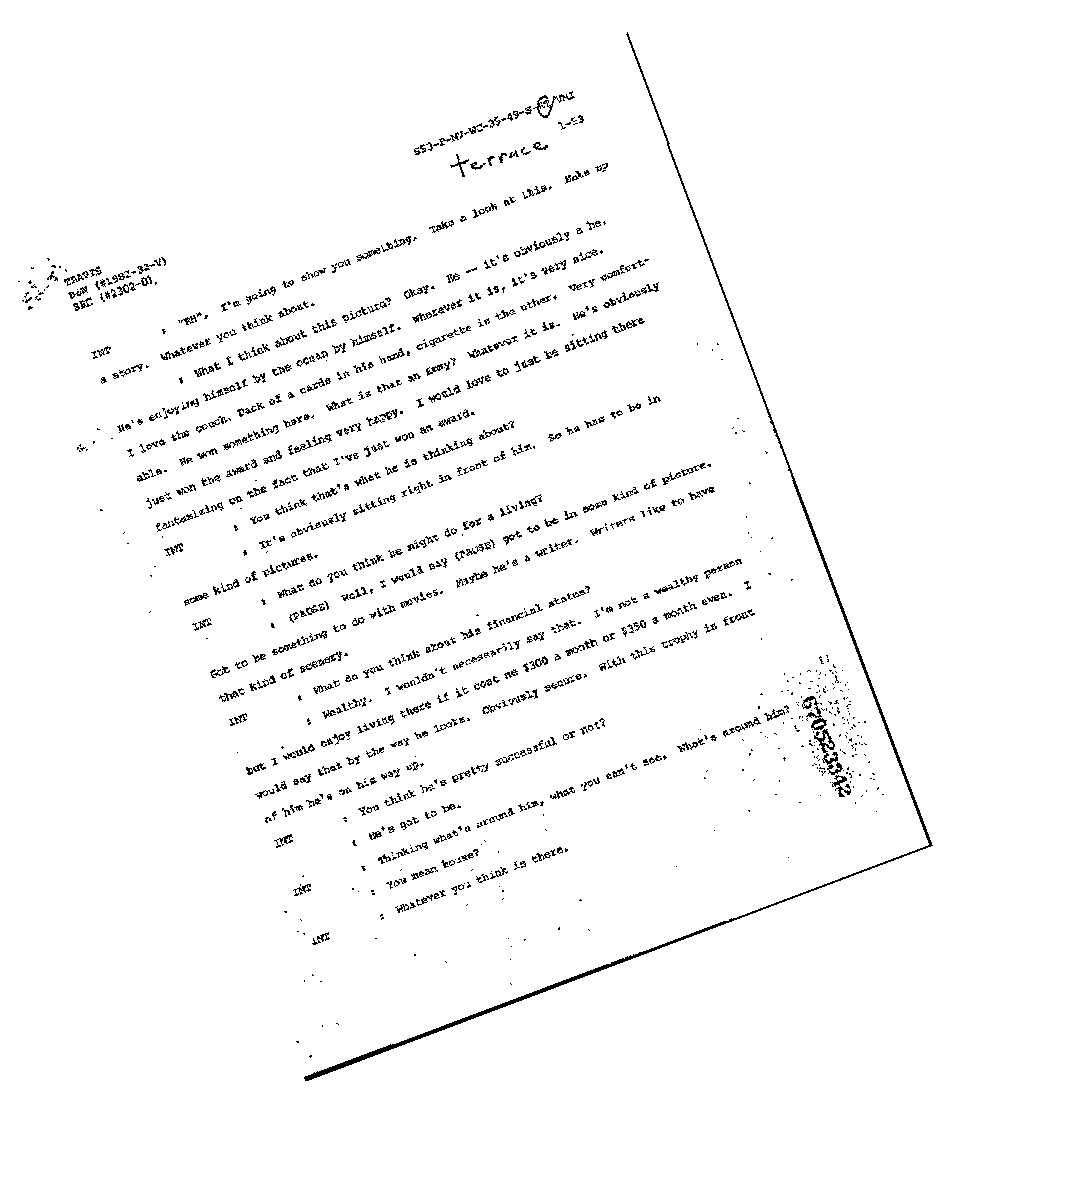 terrace
1-53
TRAVIS
B&W (#1982-32-V)
SEC (#2302-0)
INT : "RH", I'm going to show you something. Take a look at this. Make up
a story. Whatever you think about.
: What I think about this picture? Okay. He -- it's obviously a he.
He's enjoying himself by the ocean by himself. Wherever it is, it's very nice.
I love the couch. Pack of a cards in his hand, cigarette is the other. Very comfort-
able. He won something here. What is that an Emmy? Whatever it is. He's obviously
just won the award and feeling very happy. I would love to just be sitting there
fantasizing on the fact that I've just won an award.
INT : You think that's what he is thinking about?
: It's obviously sitting right in front of him. So he has to be in
some kind of pictures.
INT : What do you think he might do for a living?
: (PAUSE) Well, I would say (PAUSE) got to be in some kind of picture.
Got to be something to do with movies. Maybe he's a writer. Writers like to have
that kind of scenery.
INT : What do you think about his financial status?
: Wealthy. I wouldn't necessarily say that. I'm not a wealthy person
but I would enjoy living there if it cost me $300 a month or $350 a month even. I
would say that by the way he looks. Obviously secure. With this trophy in front
of him he's on his way up.
INT : You think he's pretty successful or not?
: He's got to be.
INT : Thinking what's around him, what you can't see. What's around him?
: You mean house?
INT : Whatever you think is there.
670523342